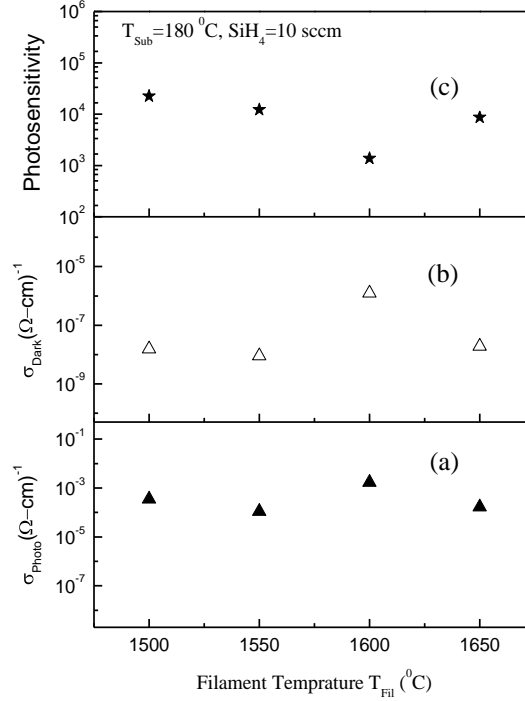 T_Sub=180 ⁰C, SiH_4=10 sccm
Photosensitivity
10^6
10^5
10^4
10^3
10^2
(c)
σ_Dark(Ω−cm)^-1
10^-5
10^-7
10^-9
(b)
σ_Photo(Ω−cm)^-1
10^-1
10^-3
10^-5
10^-7
(a)
1500 1550 1600 1650
Filament Temprature T_Fil (⁰C)